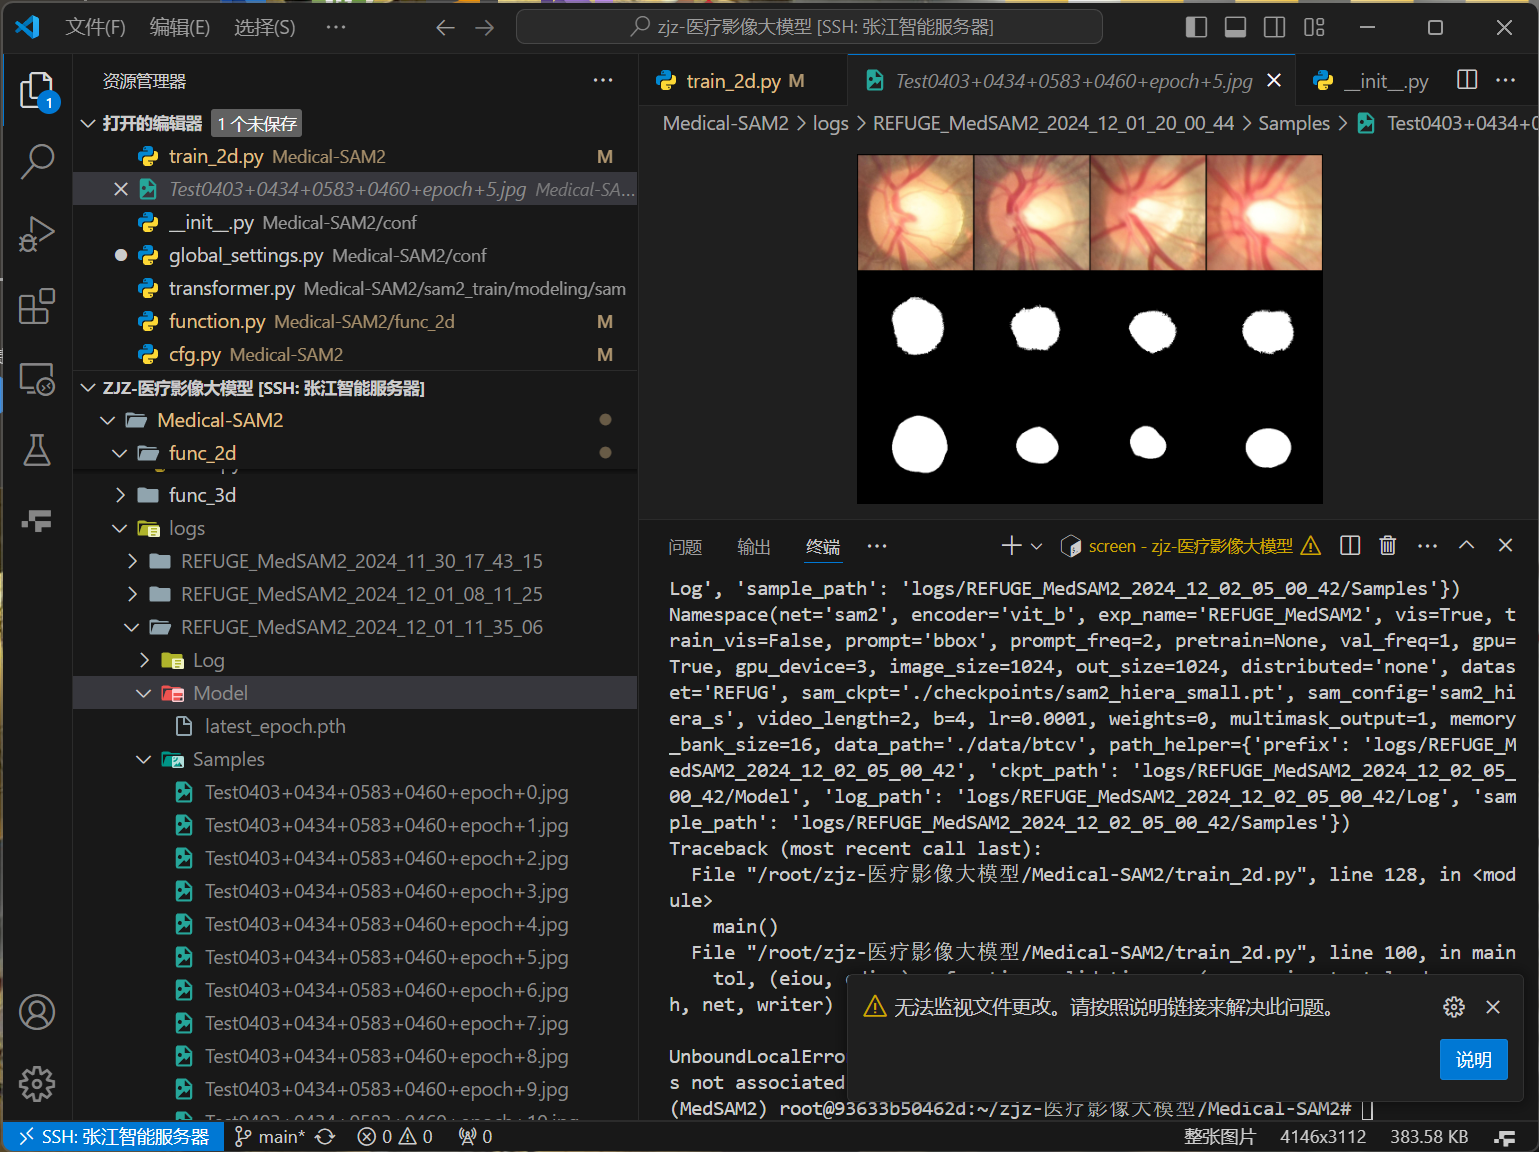 文件(F) 编辑(E) 选择(S) ··· zjz-医疗影像大模型 [SSH: 张江智能服务器]
1
资源管理器
打开的编辑器 1 个未保存
train_2d.py Medical-SAM2 M
Test0403+0434+0583+0460+epoch+5.jpg Medical-SA...
__init__.py Medical-SAM2/conf
global_settings.py Medical-SAM2/conf
transformer.py Medical-SAM2/sam2_train/modeling/sam
function.py Medical-SAM2/func_2d M
cfg.py Medical-SAM2 M
ZJZ-医疗影像大模型 [SSH: 张江智能服务器]
Medical-SAM2
func_2d
func_3d
logs
REFUGE_MedSAM2_2024_11_30_17_43_15
REFUGE_MedSAM2_2024_12_01_08_11_25
REFUGE_MedSAM2_2024_12_01_11_35_06
Log
Model
latest_epoch.pth
Samples
Test0403+0434+0583+0460+epoch+0.jpg
Test0403+0434+0583+0460+epoch+1.jpg
Test0403+0434+0583+0460+epoch+2.jpg
Test0403+0434+0583+0460+epoch+3.jpg
Test0403+0434+0583+0460+epoch+4.jpg
Test0403+0434+0583+0460+epoch+5.jpg
Test0403+0434+0583+0460+epoch+6.jpg
Test0403+0434+0583+0460+epoch+7.jpg
Test0403+0434+0583+0460+epoch+8.jpg
Test0403+0434+0583+0460+epoch+9.jpg
train_2d.py M Test0403+0434+0583+0460+epoch+5.jpg __init__.py
Medical-SAM2 > logs > REFUGE_MedSAM2_2024_12_01_20_00_44 > Samples > Test0403+0434+0
问题 输出 终端 ··· screen - zjz-医疗影像大模型
Log', 'sample_path': 'logs/REFUGE_MedSAM2_2024_12_02_05_00_42/Samples'})
Namespace(net='sam2', encoder='vit_b', exp_name='REFUGE_MedSAM2', vis=True, t
rain_vis=False, prompt='bbox', prompt_freq=2, pretrain=None, val_freq=1, gpu=
True, gpu_device=3, image_size=1024, out_size=1024, distributed='none', datas
et='REFUG', sam_ckpt='./checkpoints/sam2_hiera_small.pt', sam_config='sam2_hi
era_s', video_length=2, b=4, lr=0.0001, weights=0, multimask_output=1, memory
_bank_size=16, data_path='./data/btcv', path_helper={'prefix': 'logs/REFUGE_M
edSAM2_2024_12_02_05_00_42', 'ckpt_path': 'logs/REFUGE_MedSAM2_2024_12_02_05_
00_42/Model', 'log_path': 'logs/REFUGE_MedSAM2_2024_12_02_05_00_42/Log', 'sam
ple_path': 'logs/REFUGE_MedSAM2_2024_12_02_05_00_42/Samples'})
Traceback (most recent call last):
File "/root/zjz-医疗影像大模型/Medical-SAM2/train_2d.py", line 128, in <mod
ule>
main()
File "/root/zjz-医疗影像大模型/Medical-SAM2/train_2d.py", line 100, in main
tol, (eiou,
h, net, writer)
UnboundLocalErro
s not associated
(MedSAM2) root@93633b50462d:~/zjz-医疗影像大模型/Medical-SAM2#
无法监视文件更改。请按照说明链接来解决此问题。
说明
SSH: 张江智能服务器 main* 0 0 0 整张图片 4146x3112 383.58 KB